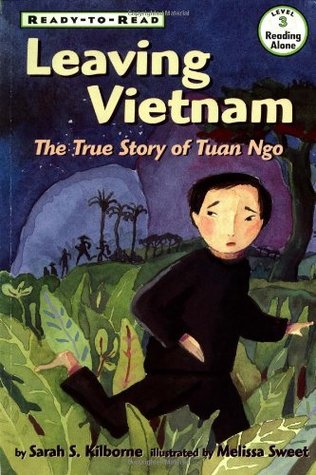 READY-TO-READ
LEVEL
3
Reading
Alone
Leaving
Vietnam
The True Story of Tuan Ngo
by Sarah S. Kilborne illustrated by Melissa Sweet